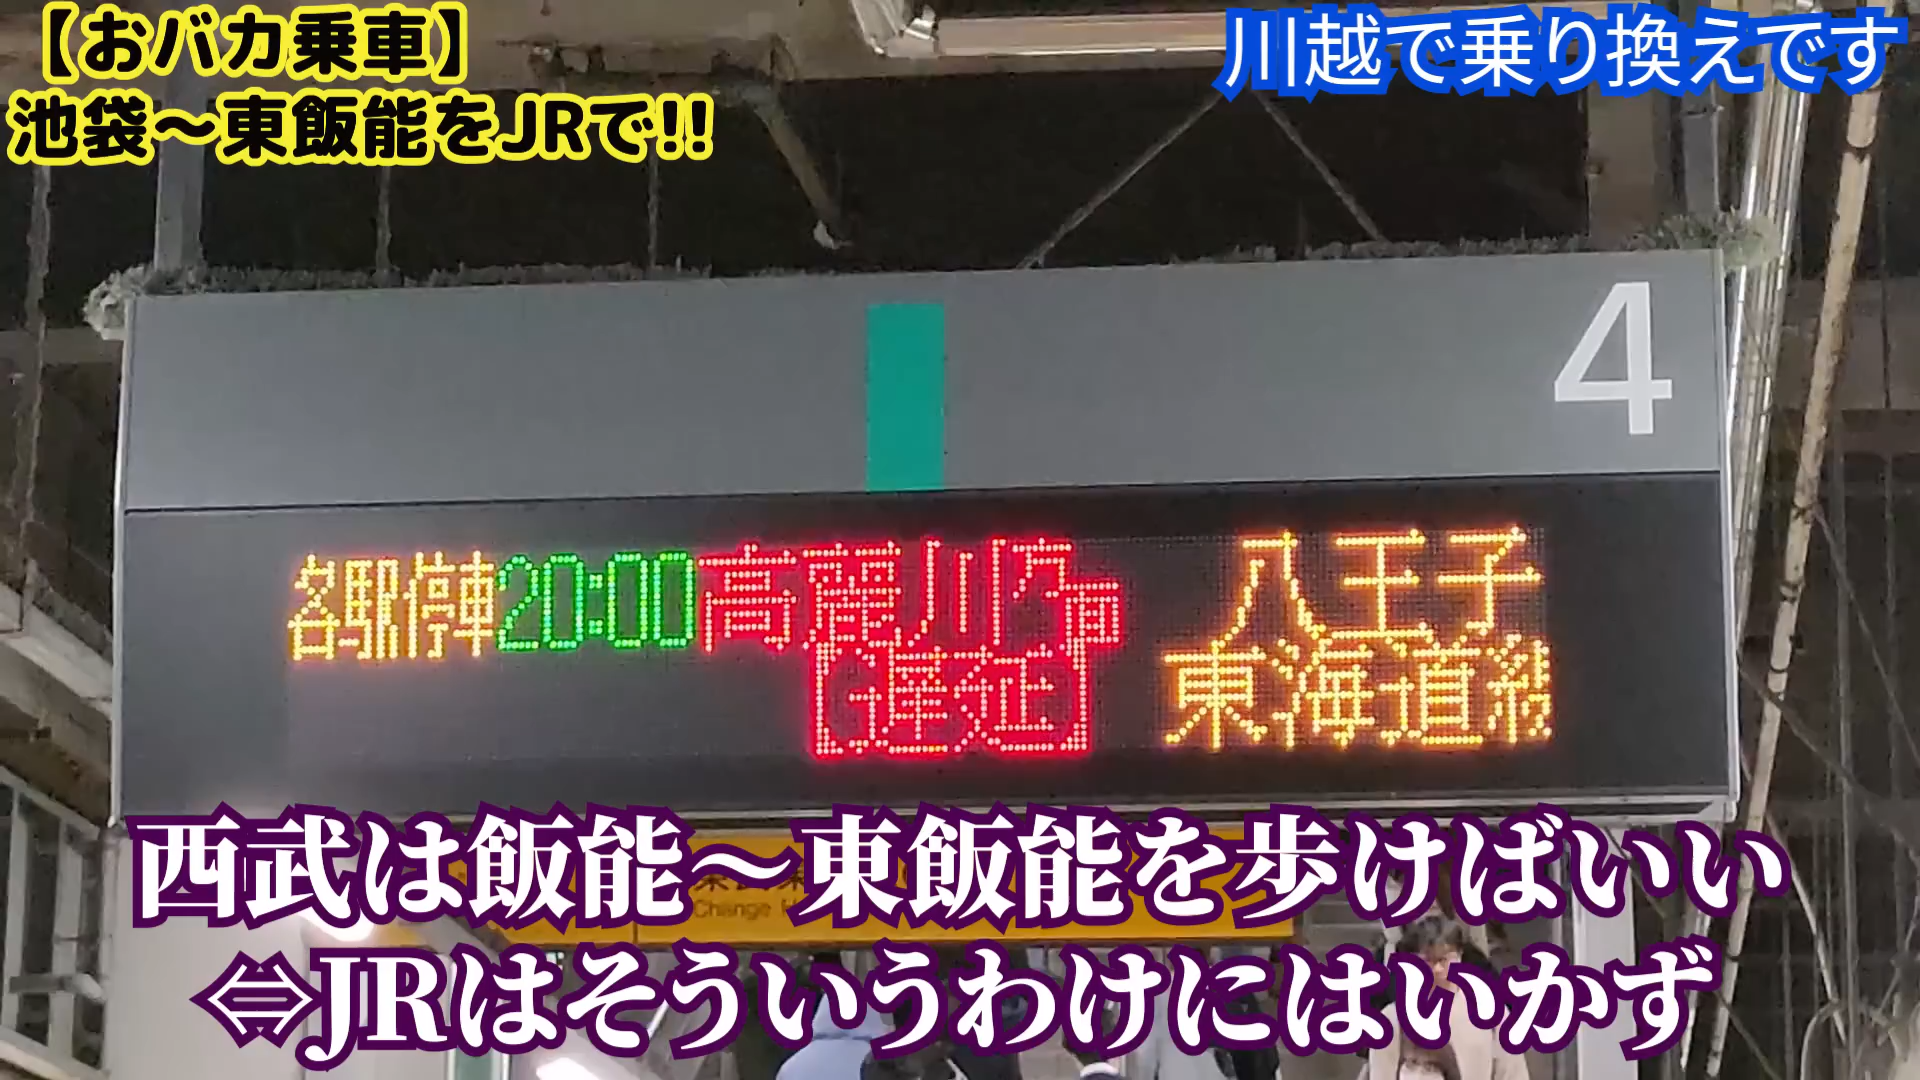 【おバカ乗車】
池袋～東飯能をJRで!!
川越で乗り換えです
4
各駅停車 20:00 高麗川方面 八王子
【遅延】 東海道線
西武は飯能～東飯能を歩けばいい
⇔JRはそういうわけにはいかず
Change